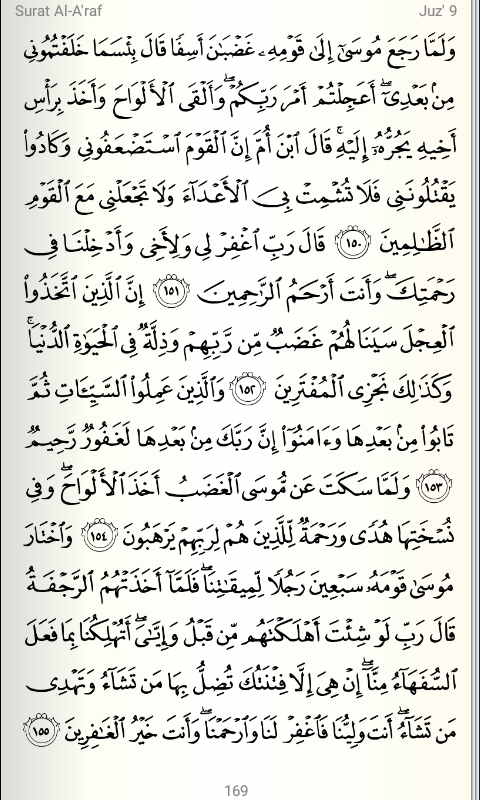 Surat Al-A'raf Juz' 9
وَلَمَّا رَجَعَ مُوسَىٰٓ إِلَىٰ قَوْمِهِۦ غَضْبَٰنَ أَسِفًا قَالَ بِئْسَمَا خَلَفْتُمُونِى
مِنۢ بَعْدِىٓ ۖ أَعَجِلْتُمْ أَمْرَ رَبِّكُمْ ۖ وَأَلْقَى ٱلْأَلْوَاحَ وَأَخَذَ بِرَأْسِ
أَخِيهِ يَجُرُّهُۥٓ إِلَيْهِ ۚ قَالَ ٱبْنَ أُمَّ إِنَّ ٱلْقَوْمَ ٱسْتَضْعَفُونِى وَكَادُوا۟
يَقْتُلُونَنِى فَلَا تُشْمِتْ بِىَ ٱلْأَعْدَآءَ وَلَا تَجْعَلْنِى مَعَ ٱلْقَوْمِ
ٱلظَّٰلِمِينَ ١٥٠ قَالَ رَبِّ ٱغْفِرْ لِى وَلِأَخِى وَأَدْخِلْنَا فِى
رَحْمَتِكَ ۖ وَأَنتَ أَرْحَمُ ٱلرَّٰحِمِينَ ١٥١ إِنَّ ٱلَّذِينَ ٱتَّخَذُوا۟
ٱلْعِجْلَ سَيَنَالُهُمْ غَضَبٌ مِّن رَّبِّهِمْ وَذِلَّةٌ فِى ٱلْحَيَوٰةِ ٱلدُّنْيَا ۚ
وَكَذَٰلِكَ نَجْزِى ٱلْمُفْتَرِينَ ١٥٢ وَٱلَّذِينَ عَمِلُوا۟ ٱلسَّيِّـَٔاتِ ثُمَّ
تَابُوا۟ مِنۢ بَعْدِهَا وَءَامَنُوٓا۟ إِنَّ رَبَّكَ مِنۢ بَعْدِهَا لَغَفُورٌ رَّحِيمٌ
١٥٣ وَلَمَّا سَكَتَ عَن مُّوسَى ٱلْغَضَبُ أَخَذَ ٱلْأَلْوَاحَ ۖ وَفِى
نُسْخَتِهَا هُدًى وَرَحْمَةٌ لِّلَّذِينَ هُمْ لِرَبِّهِمْ يَرْهَبُونَ ١٥٤ وَٱخْتَارَ
مُوسَىٰ قَوْمَهُۥ سَبْعِينَ رَجُلًا لِّمِيقَٰتِنَا ۖ فَلَمَّآ أَخَذَتْهُمُ ٱلرَّجْفَةُ
قَالَ رَبِّ لَوْ شِئْتَ أَهْلَكْتَهُم مِّن قَبْلُ وَإِيَّٰىَ ۖ أَتُهْلِكُنَا بِمَا فَعَلَ
ٱلسُّفَهَآءُ مِنَّآ ۖ إِنْ هِىَ إِلَّا فِتْنَتُكَ تُضِلُّ بِهَا مَن تَشَآءُ وَتَهْدِى
مَن تَشَآءُ ۖ أَنتَ وَلِيُّنَا فَٱغْفِرْ لَنَا وَٱرْحَمْنَا ۖ وَأَنتَ خَيْرُ ٱلْغَٰفِرِينَ ١٥٥
169